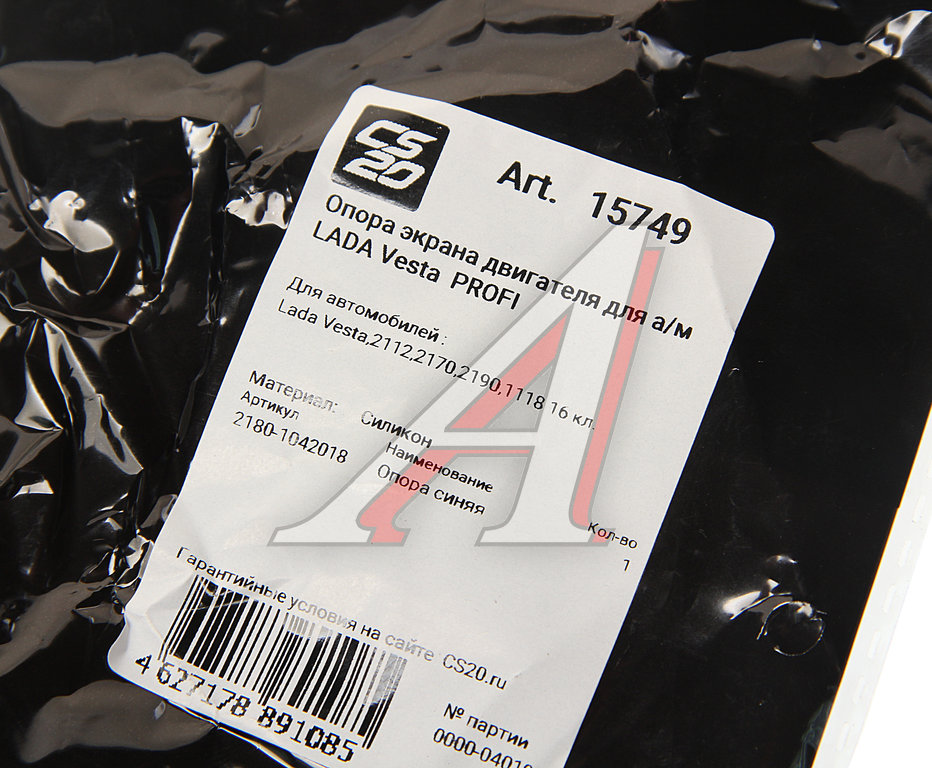 CS
20
Art. 15749
Опора экрана двигателя для а/м
LADA Vesta PROFI
Для автомобилей :
Lada Vesta,2112,2170,2190,1118 16 кл.
Материал: Силикон
Артикул Наименование Кол-во
2180-1042018 Опора синяя 1
Гарантийные условия на сайте CS20.ru
4 627178 891085
№ партии